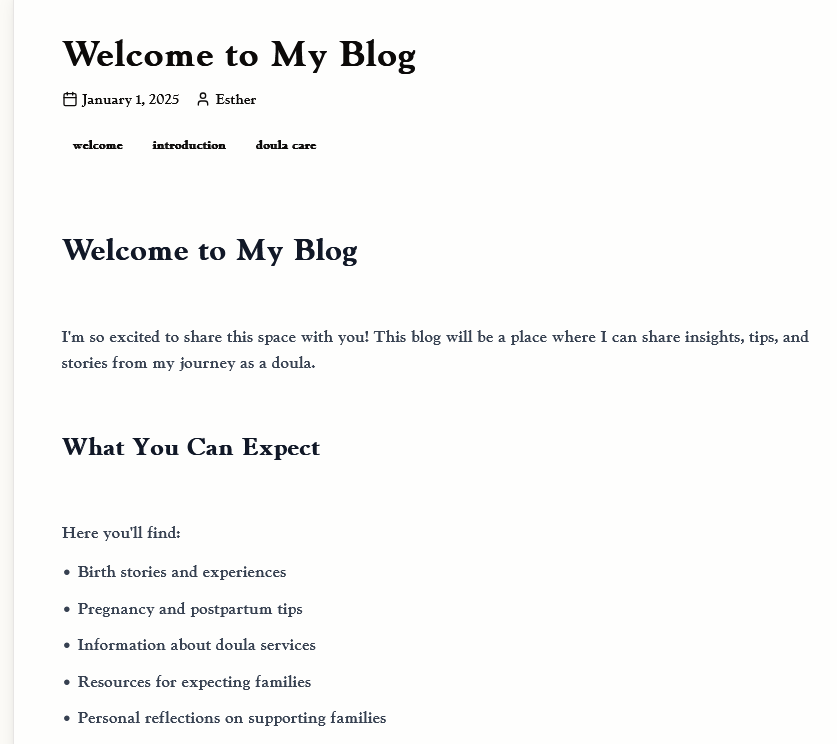 Welcome to My Blog
January 1, 2025 Esther
welcome introduction doula care
Welcome to My Blog
I'm so excited to share this space with you! This blog will be a place where I can share insights, tips, and
stories from my journey as a doula.
What You Can Expect
Here you'll find:
• Birth stories and experiences
• Pregnancy and postpartum tips
• Information about doula services
• Resources for expecting families
• Personal reflections on supporting families